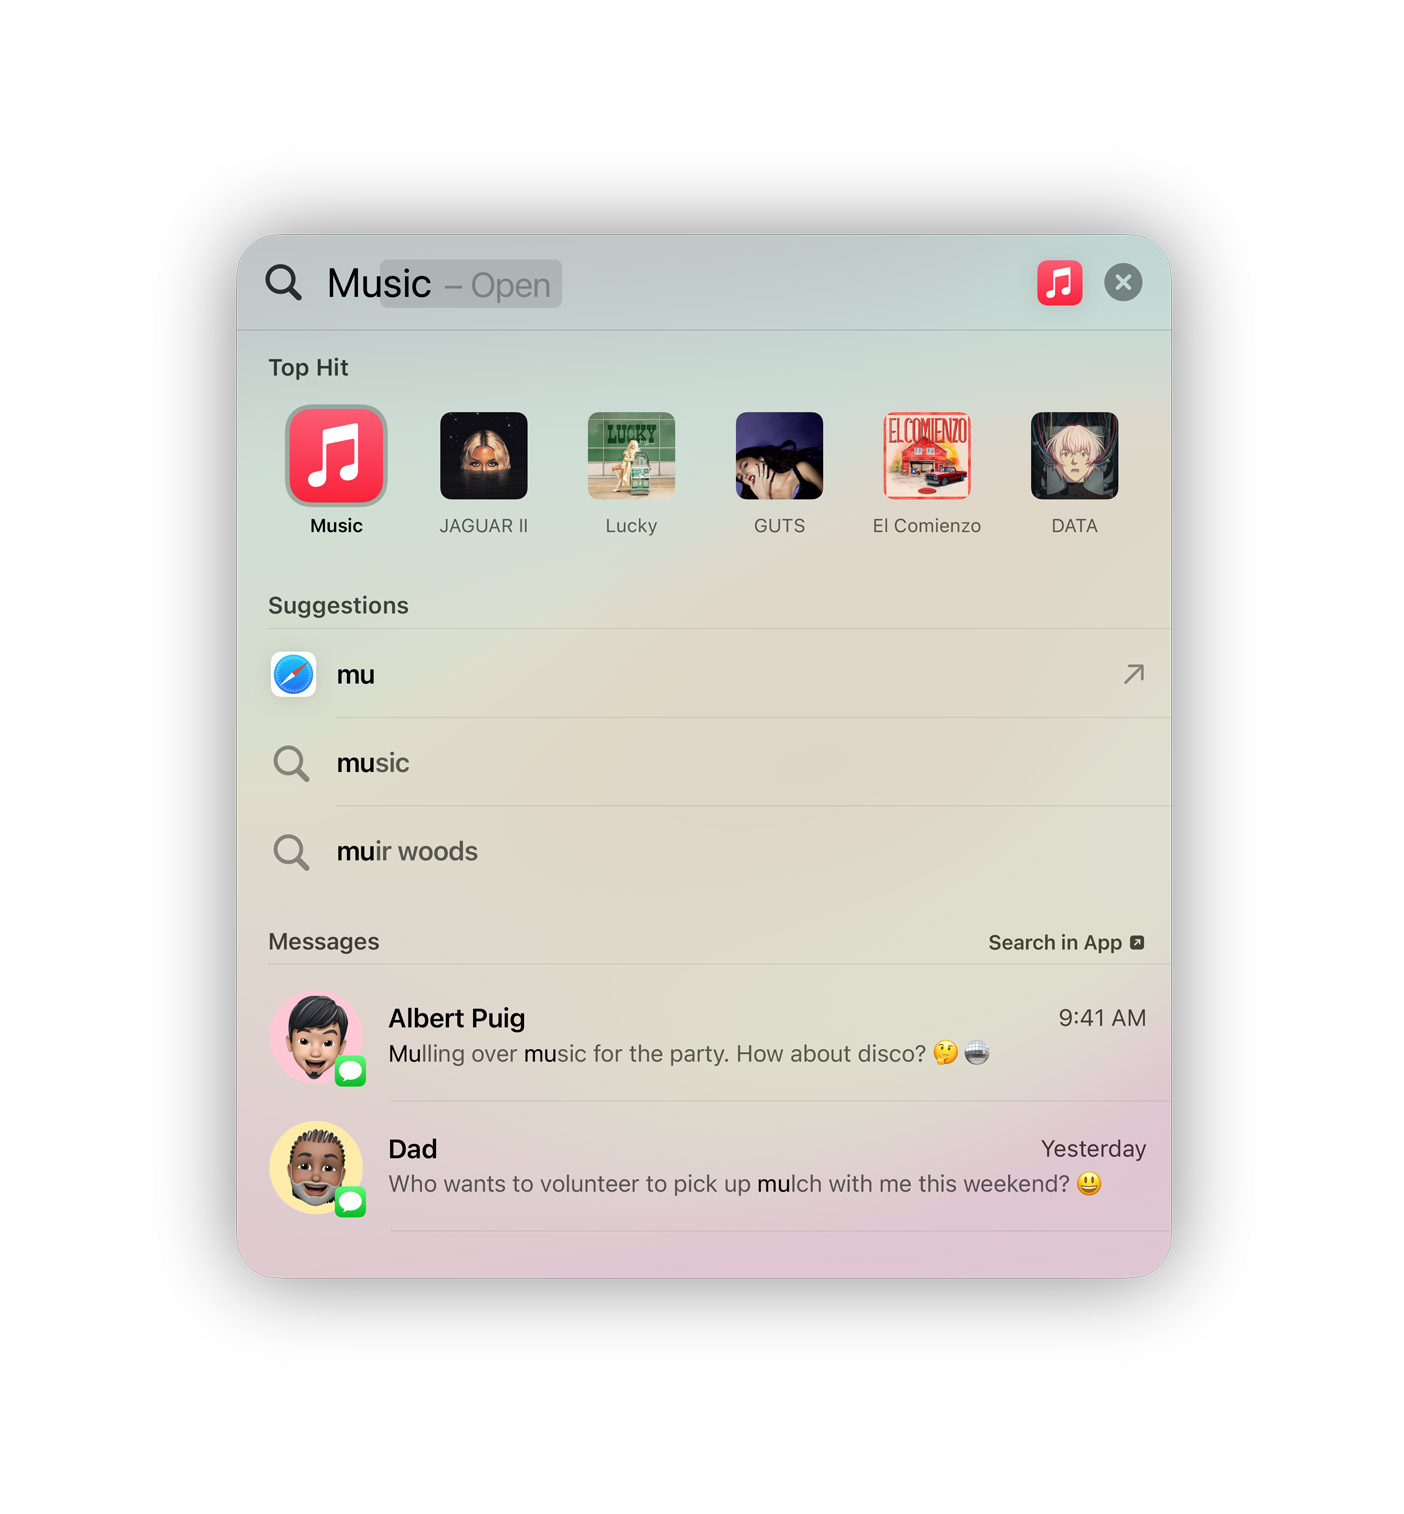 Music – Open
Top Hit
LUCKY
EL COMIENZO
Music
JAGUAR II
Lucky
GUTS
El Comienzo
DATA
Suggestions
mu
music
muir woods
Messages
Search in App
Albert Puig
9:41 AM
Mulling over music for the party. How about disco? 🤔 🪩
Dad
Yesterday
Who wants to volunteer to pick up mulch with me this weekend? 😃